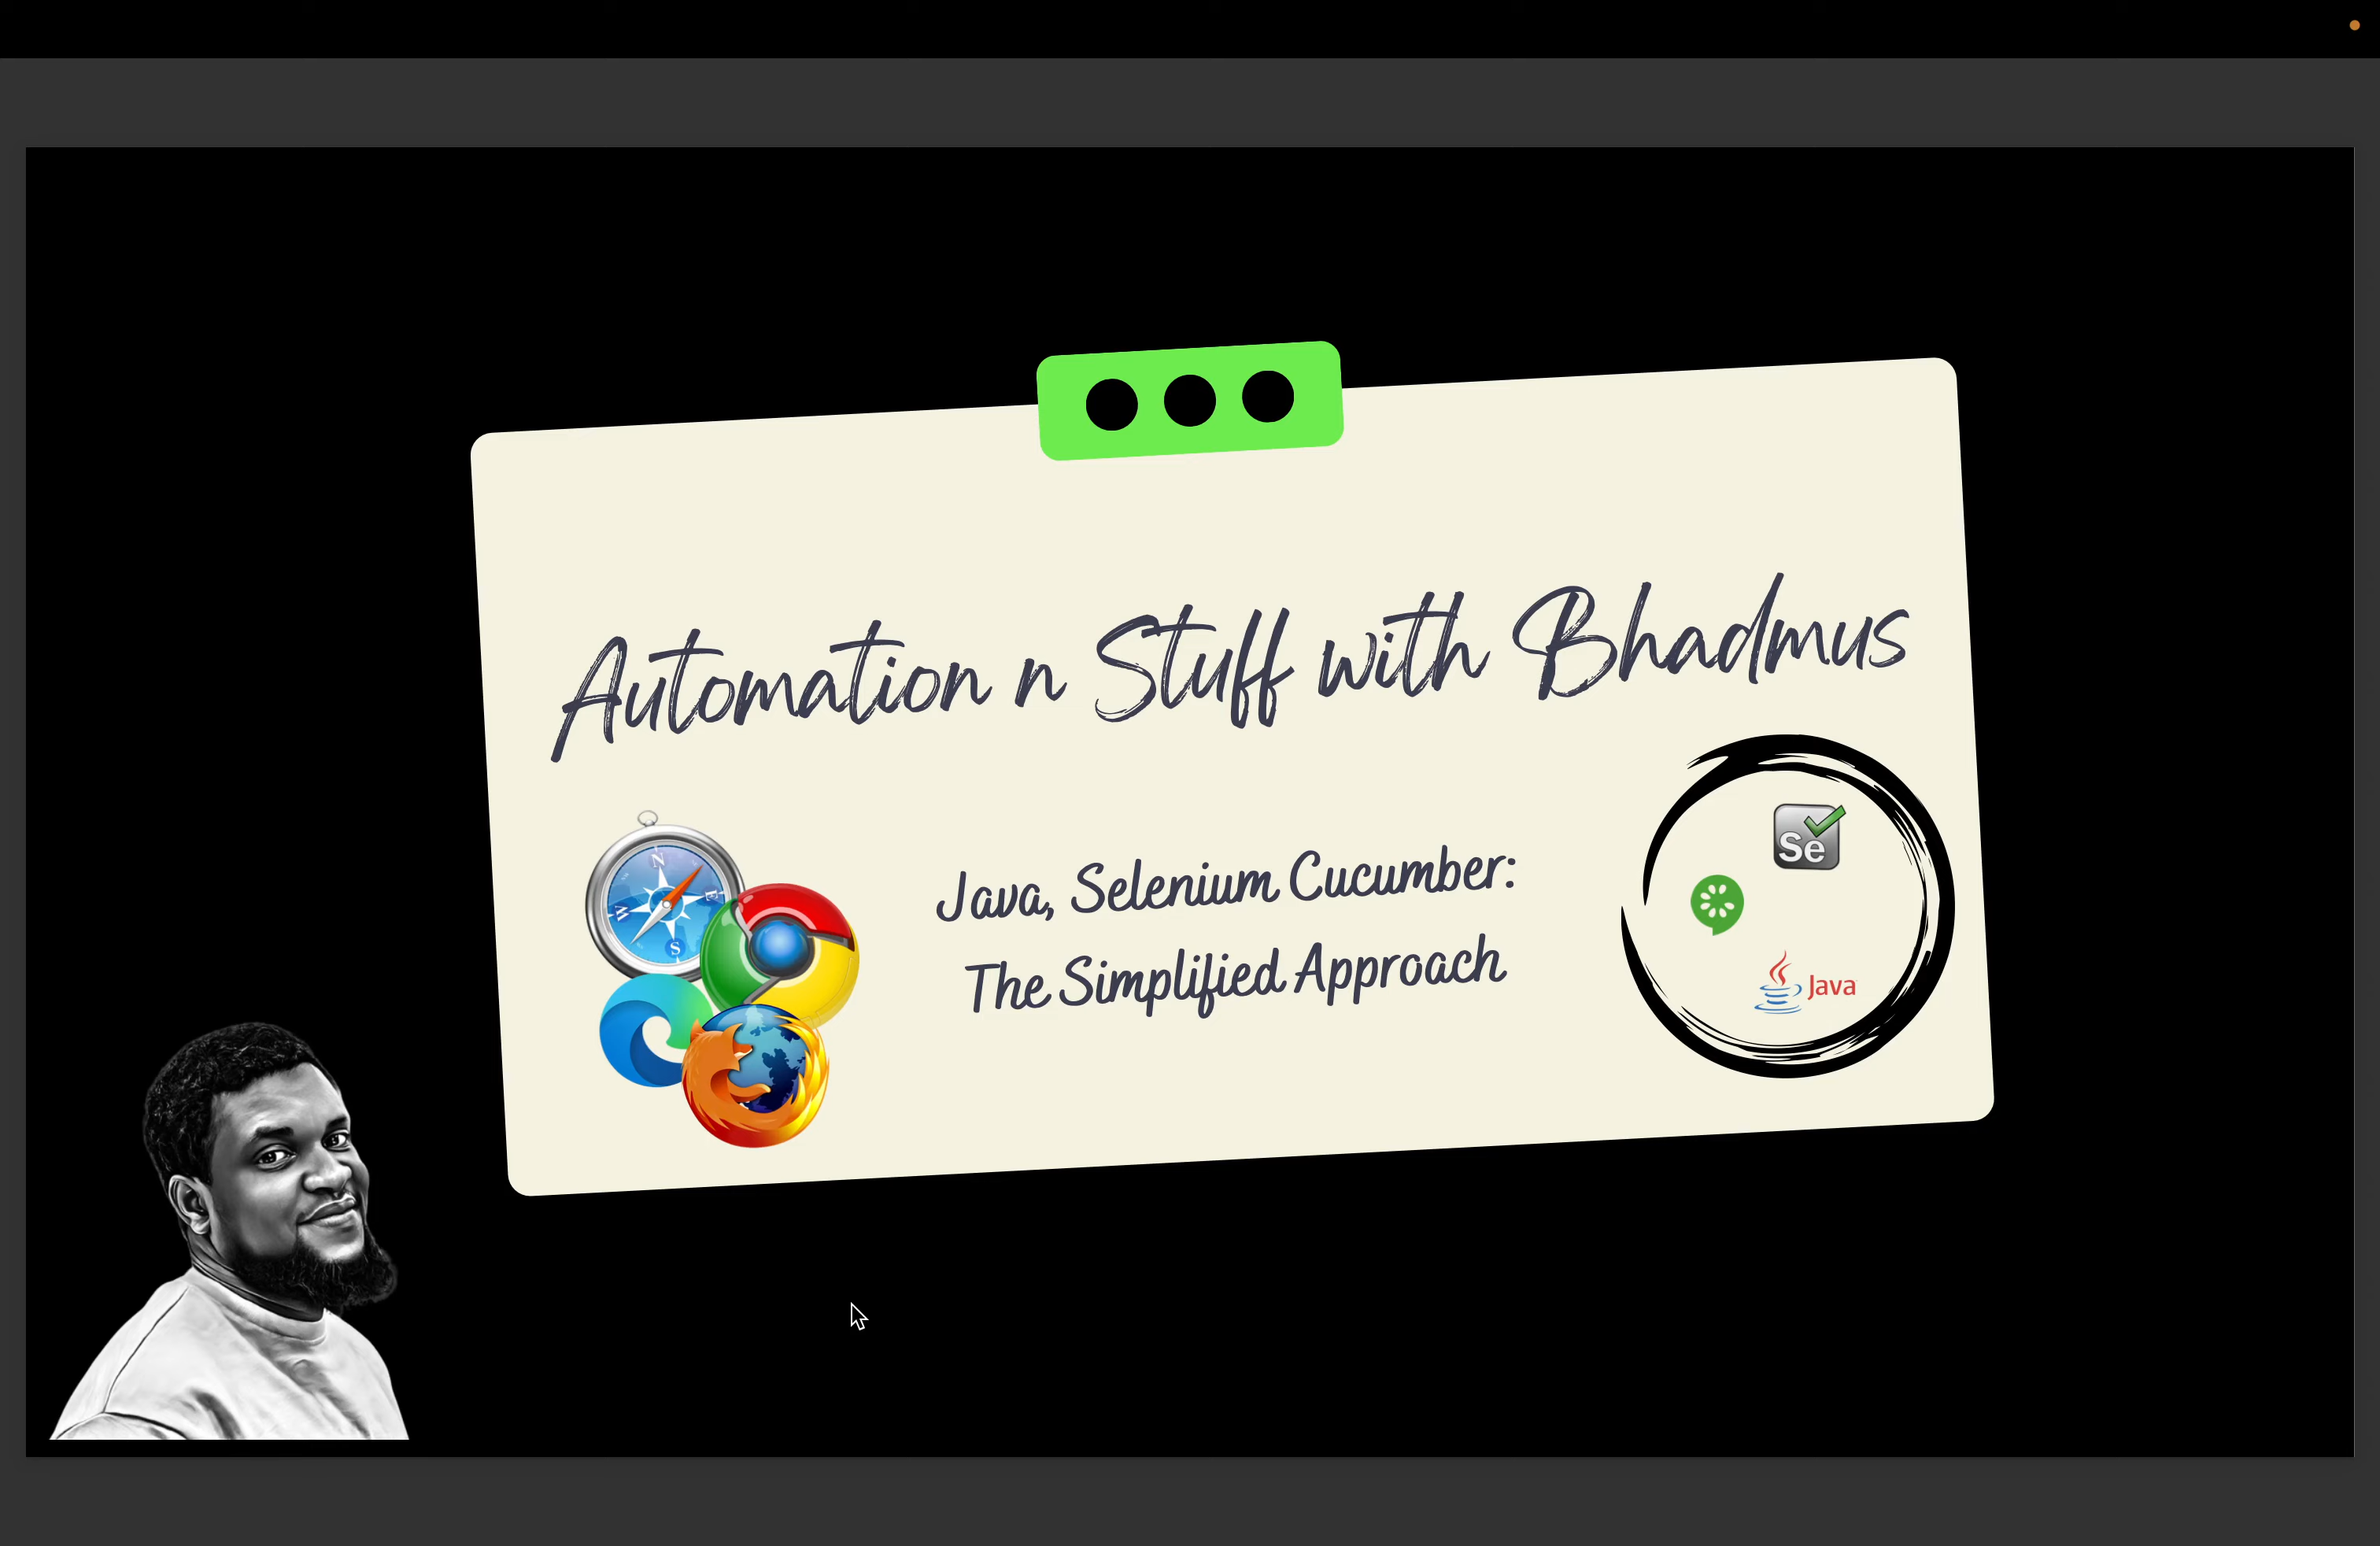 Automation n Stuff with Bhadmus
Java, Selenium Cucumber:
The Simplified Approach
Se
Java
N
E
S
W